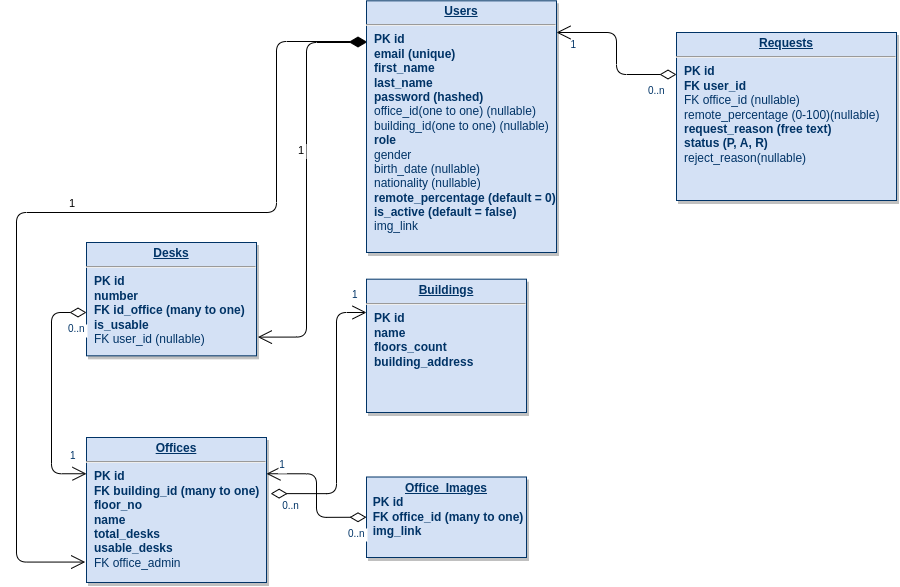 Users
PK id
email (unique)
first_name
last_name
password (hashed)
office_id(one to one) (nullable)
building_id(one to one) (nullable)
role
gender
birth_date (nullable)
nationality (nullable)
remote_percentage (default = 0)
is_active (default = false)
img_link
1
0..n
Requests
PK id
FK user_id
FK office_id (nullable)
remote_percentage (0-100)(nullable)
request_reason (free text)
status (P, A, R)
reject_reason(nullable)
1
1
Desks
PK id
number
FK id_office (many to one)
is_usable
FK user_id (nullable)
0..n
1
1
Buildings
PK id
name
floors_count
building_address
Offices
PK id
FK building_id (many to one)
floor_no
name
total_desks
usable_desks
FK office_admin
1
0..n
0..n
Office_Images
PK id
FK office_id (many to one)
img_link